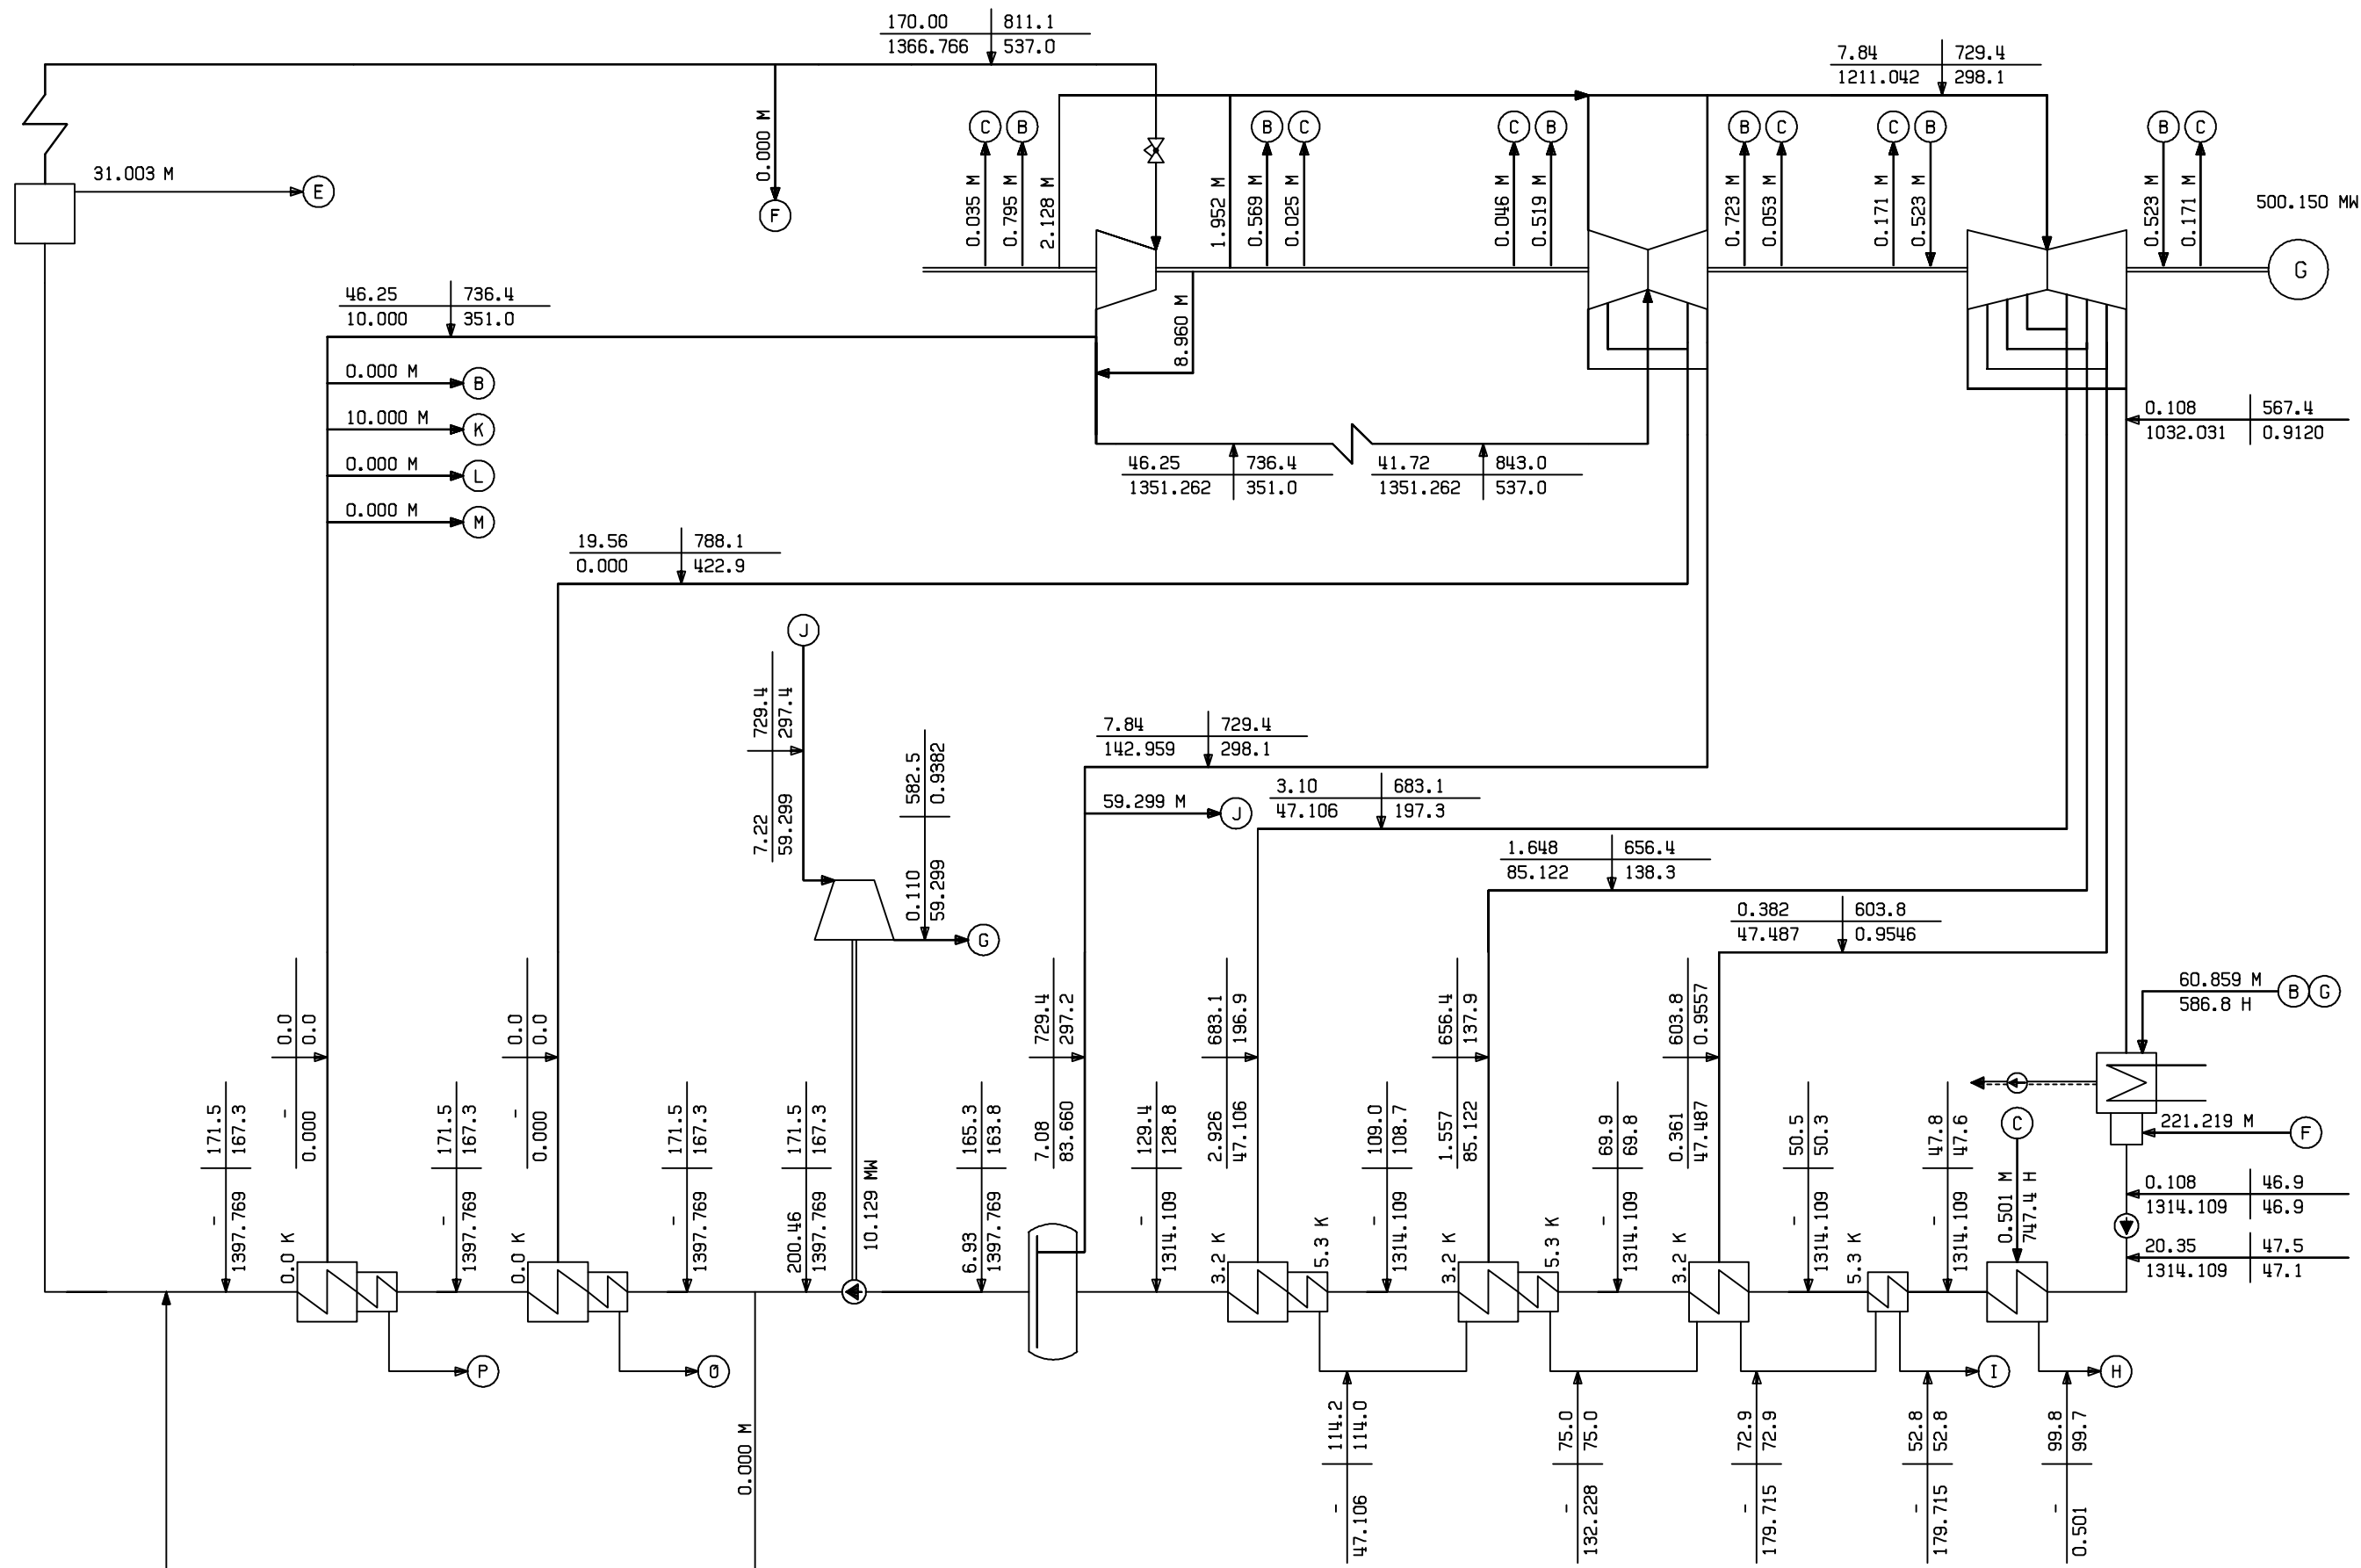 170.00 811.1
1366.766 537.0
7.84 729.4
1211.042 298.1
31.003 M E
0.000 M F
C B
0.035 M
0.795 M
2.128 M
1.952 M
B C
0.569 M
0.025 M
C B
0.046 M
0.519 M
B C
0.723 M
0.053 M
C B
0.171 M
0.523 M
B C
0.523 M
0.171 M
500.150 MW
G
8.960 M
46.25 736.4
10.000 351.0
0.000 M B
10.000 M K
0.000 M L
0.000 M M
46.25 736.4
1351.262 351.0
41.72 843.0
1351.262 537.0
0.108 567.4
1032.031 0.9120
19.56 788.1
0.000 422.9
J
7.22 729.4
59.299 297.4
0.110 582.5
59.299 0.9382
G
7.84 729.4
142.959 298.1
59.299 M J
3.10 683.1
47.106 197.3
1.648 656.4
85.122 138.3
0.382 603.8
47.487 0.9546
60.859 M B G
586.8 H
221.219 M F
0.108 46.9
1314.109 46.9
20.35 47.5
1314.109 47.1
- 171.5
1397.769 167.3
- 0.0
0.000 0.0
0.0 K
- 171.5
1397.769 167.3
- 0.0
0.000 0.0
0.0 K
- 171.5
1397.769 167.3
200.46 171.5
1397.769 167.3
10.129 MW
6.93 165.3
1397.769 163.8
7.08 729.4
83.660 297.2
- 129.4
1314.109 128.8
2.926 683.1
47.106 196.9
3.2 K
5.3 K
- 109.0
1314.109 108.7
1.557 656.4
85.122 137.9
3.2 K
5.3 K
- 69.9
1314.109 69.8
0.361 603.8
47.487 0.9557
3.2 K
- 50.5
1314.109 50.3
5.3 K
- 47.8
1314.109 47.6
C
0.501 M
747.4 H
P
O
0.000 M
- 114.2
47.106 114.0
- 75.0
132.228 75.0
- 72.9
179.715 72.9
- 52.8
179.715 52.8
I
- 99.8
0.501 99.7
H